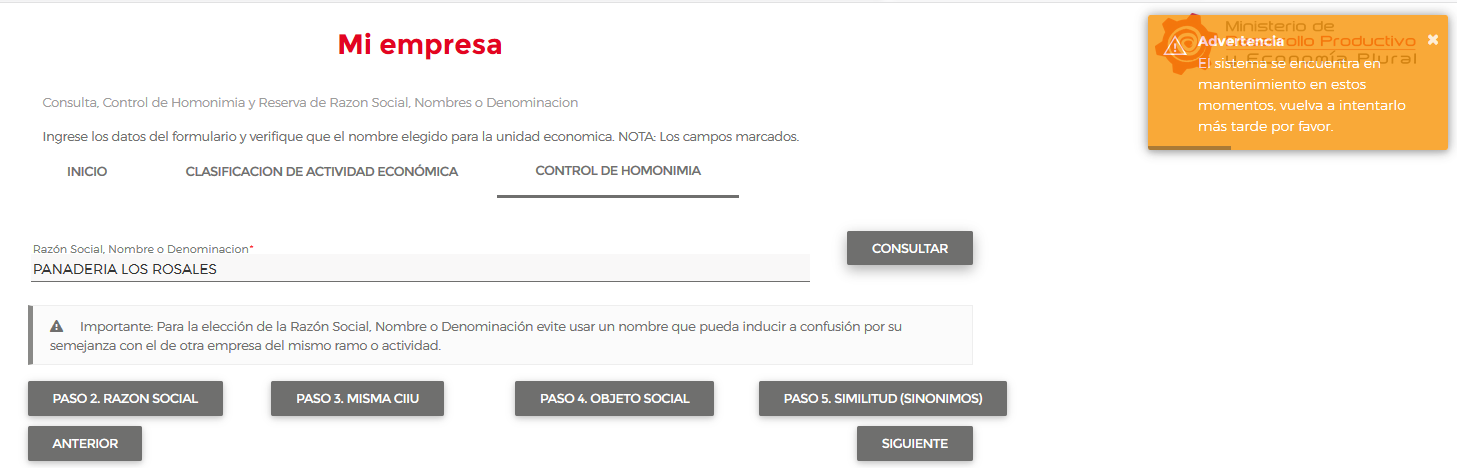 Mi empresa
Ministerio de
Desarrollo Productivo
y Economía Plural
Advertencia
El sistema se encuentra en
mantenimiento en estos
momentos, vuelva a intentarlo
más tarde por favor.
Consulta, Control de Homonimia y Reserva de Razon Social, Nombres o Denominacion
Ingrese los datos del formulario y verifique que el nombre elegido para la unidad economica. NOTA: Los campos marcados.
INICIO CLASIFICACION DE ACTIVIDAD ECONÓMICA CONTROL DE HOMONIMIA
Razón Social, Nombre o Denominacion*
PANADERIA LOS ROSALES
CONSULTAR
Importante: Para la elección de la Razón Social, Nombre o Denominación evite usar un nombre que pueda inducir a confusión por su
semejanza con el de otra empresa del mismo ramo o actividad.
PASO 2. RAZON SOCIAL PASO 3. MISMA CIIU PASO 4. OBJETO SOCIAL PASO 5. SIMILITUD (SINONIMOS)
ANTERIOR SIGUIENTE